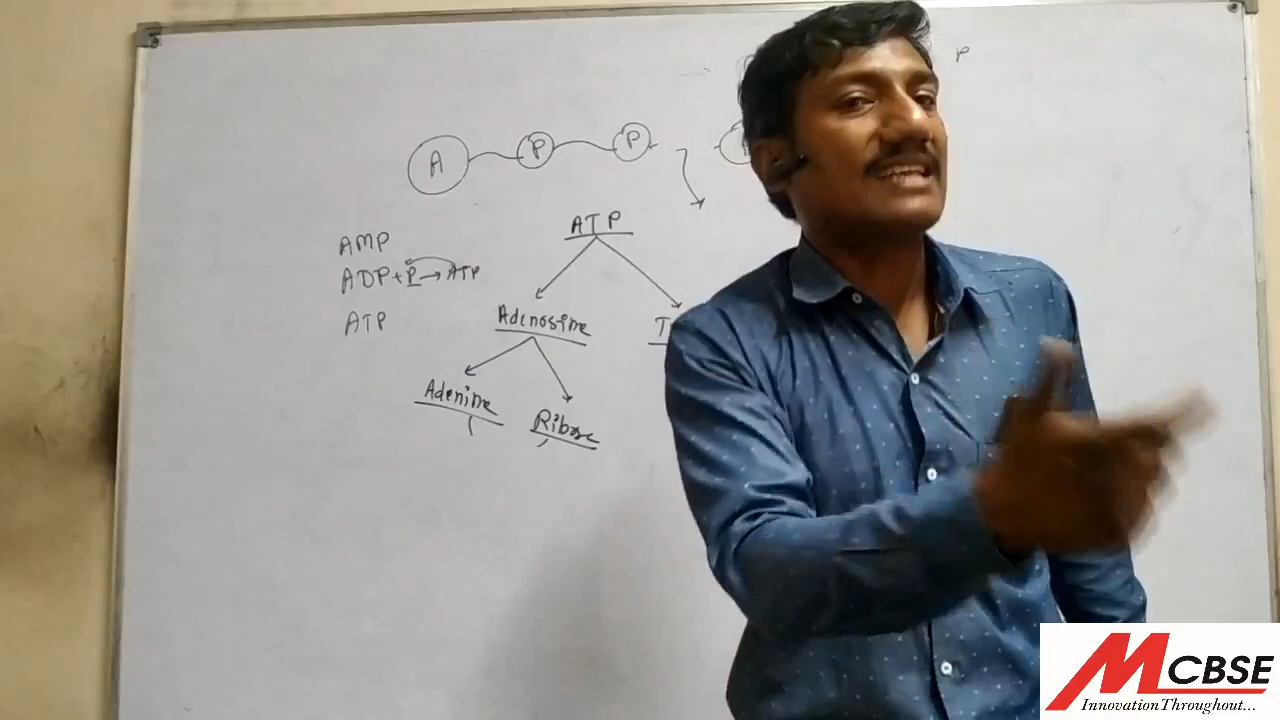 P
A P P
ATP
AMP
ADP + P → ATP
ATP
Adenosine T
Adenine Ribose
MCBSE
Innovation Throughout...